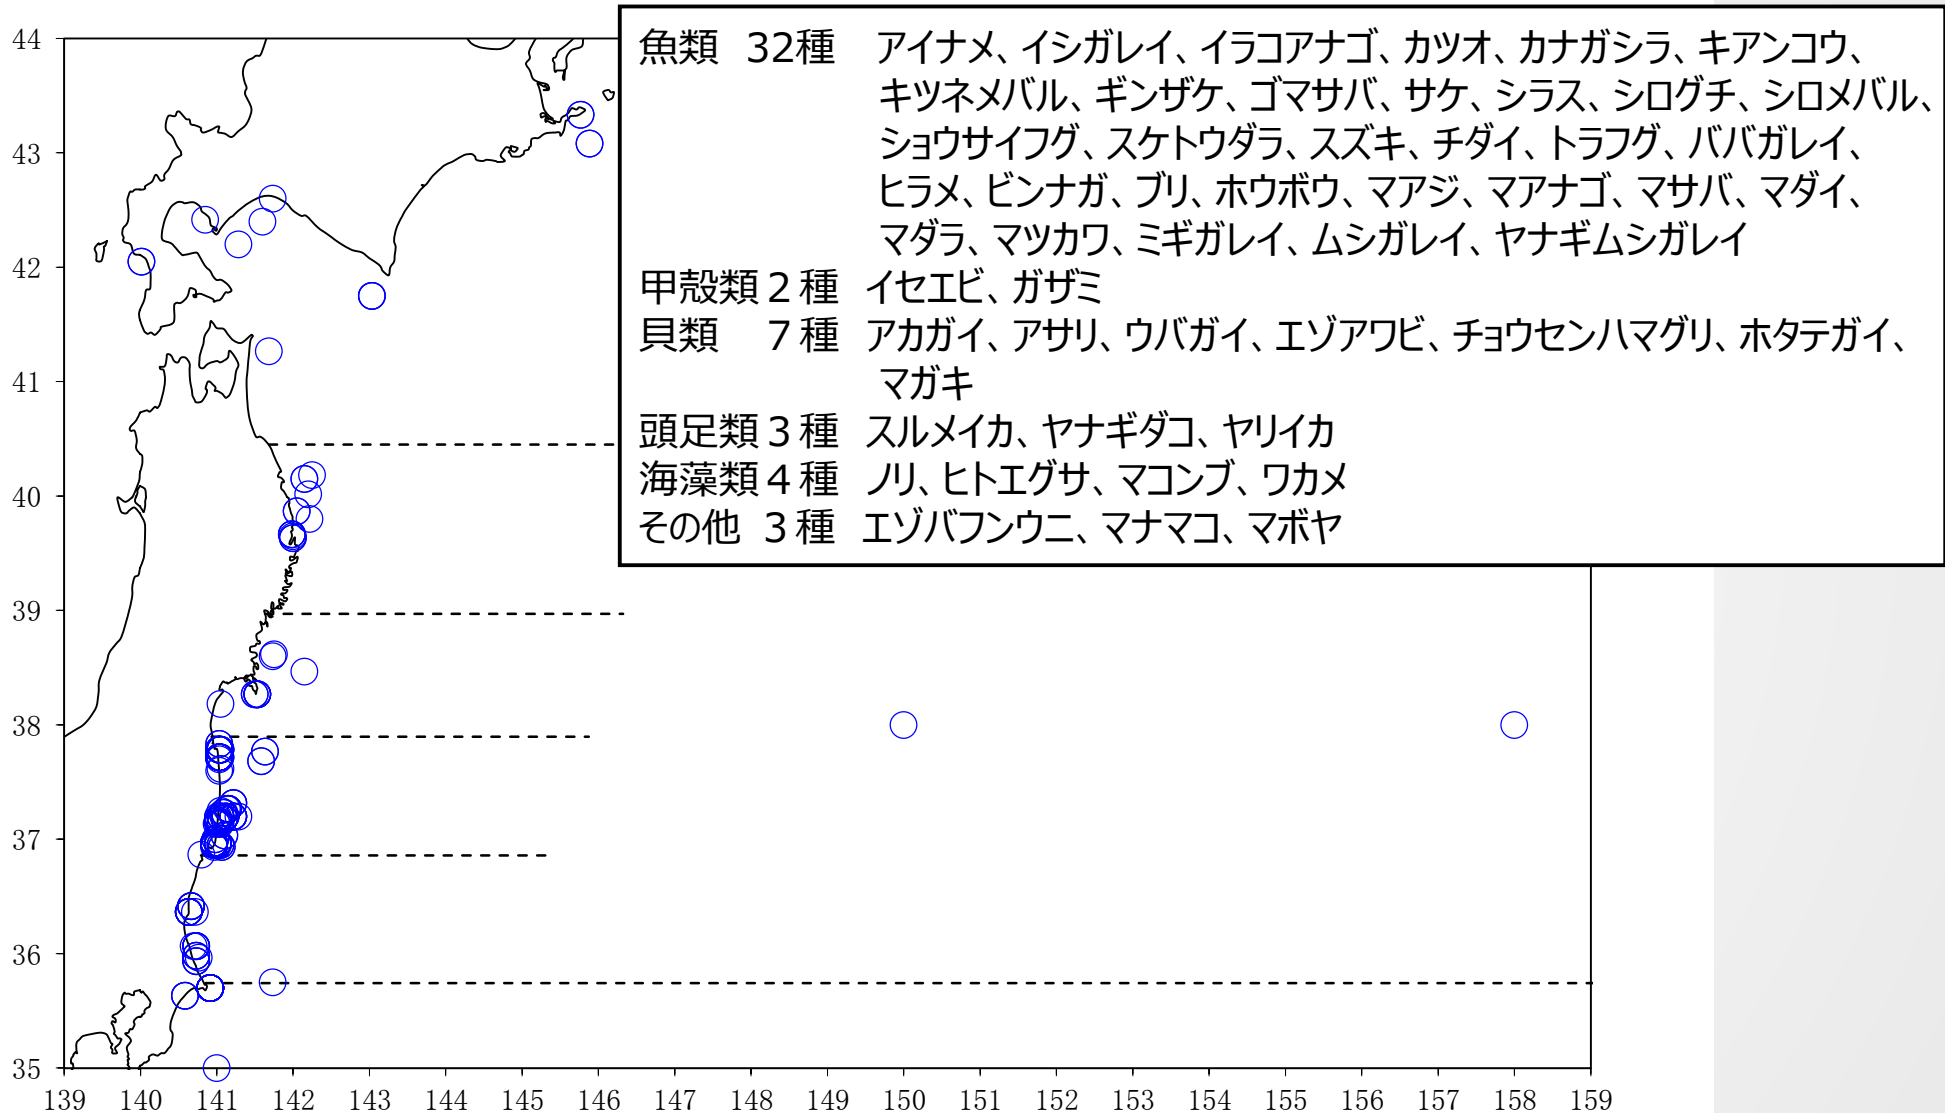 魚類 32種 アイナメ、イシガレイ、イラコアナゴ、カツオ、カナガシラ、キアンコウ、
キツネメバル、ギンザケ、ゴマサバ、サケ、シラス、シログチ、シロメバル、
ショウサイフグ、スケトウダラ、スズキ、チダイ、トラフグ、ババガレイ、
ヒラメ、ビンナガ、ブリ、ホウボウ、マアジ、マアナゴ、マサバ、マダイ、
マダラ、マツカワ、ミギガレイ、ムシガレイ、ヤナギムシガレイ
甲殻類２種 イセエビ、ガザミ
貝類 ７種 アカガイ、アサリ、ウバガイ、エゾアワビ、チョウセンハマグリ、ホタテガイ、
マガキ
頭足類３種 スルメイカ、ヤナギダコ、ヤリイカ
海藻類４種 ノリ、ヒトエグサ、マコンブ、ワカメ
その他 ３種 エゾバフンウニ、マナマコ、マボヤ
44
43
42
41
40
39
38
37
36
35
139 140 141 142 143 144 145 146 147 148 149 150 151 152 153 154 155 156 157 158 159